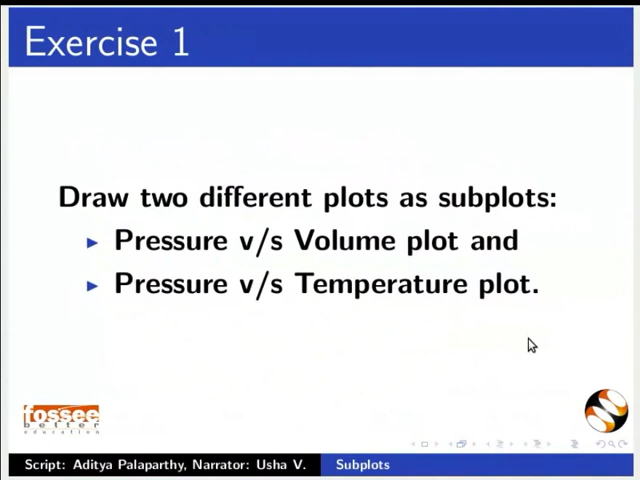 Exercise 1
Draw two different plots as subplots:
Pressure v/s Volume plot and
Pressure v/s Temperature plot.
fossee
better
education
Script: Aditya Palaparthy, Narrator: Usha V.
Subplots